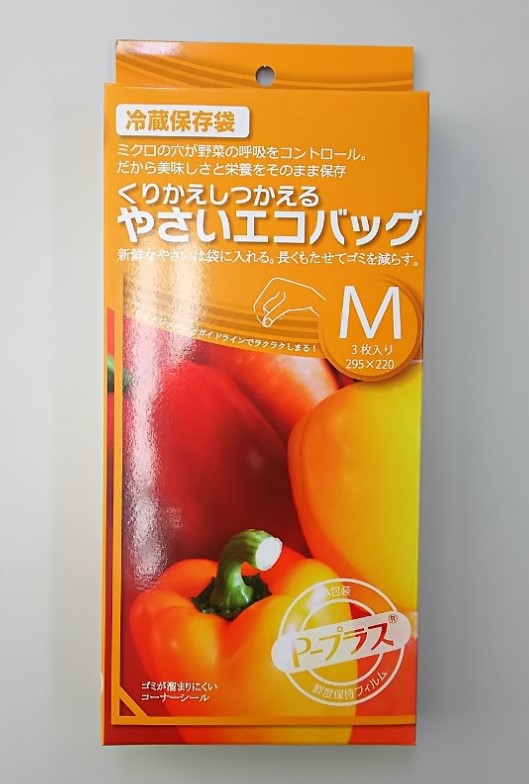 冷蔵保存袋
ミクロの穴が野菜の呼吸をコントロール。
だから美味しさと栄養をそのまま保存
くりかえしつかえる
やさいエコバッグ
新鮮なやさいは袋に入れる。長くもたせてゴミを減らす。
ガイドラインでラクラクしまる!
M
3枚入り
295×220
包装
P-プラス®
鮮度保持フィルム
ゴミが溜まりにくい
コーナーシール